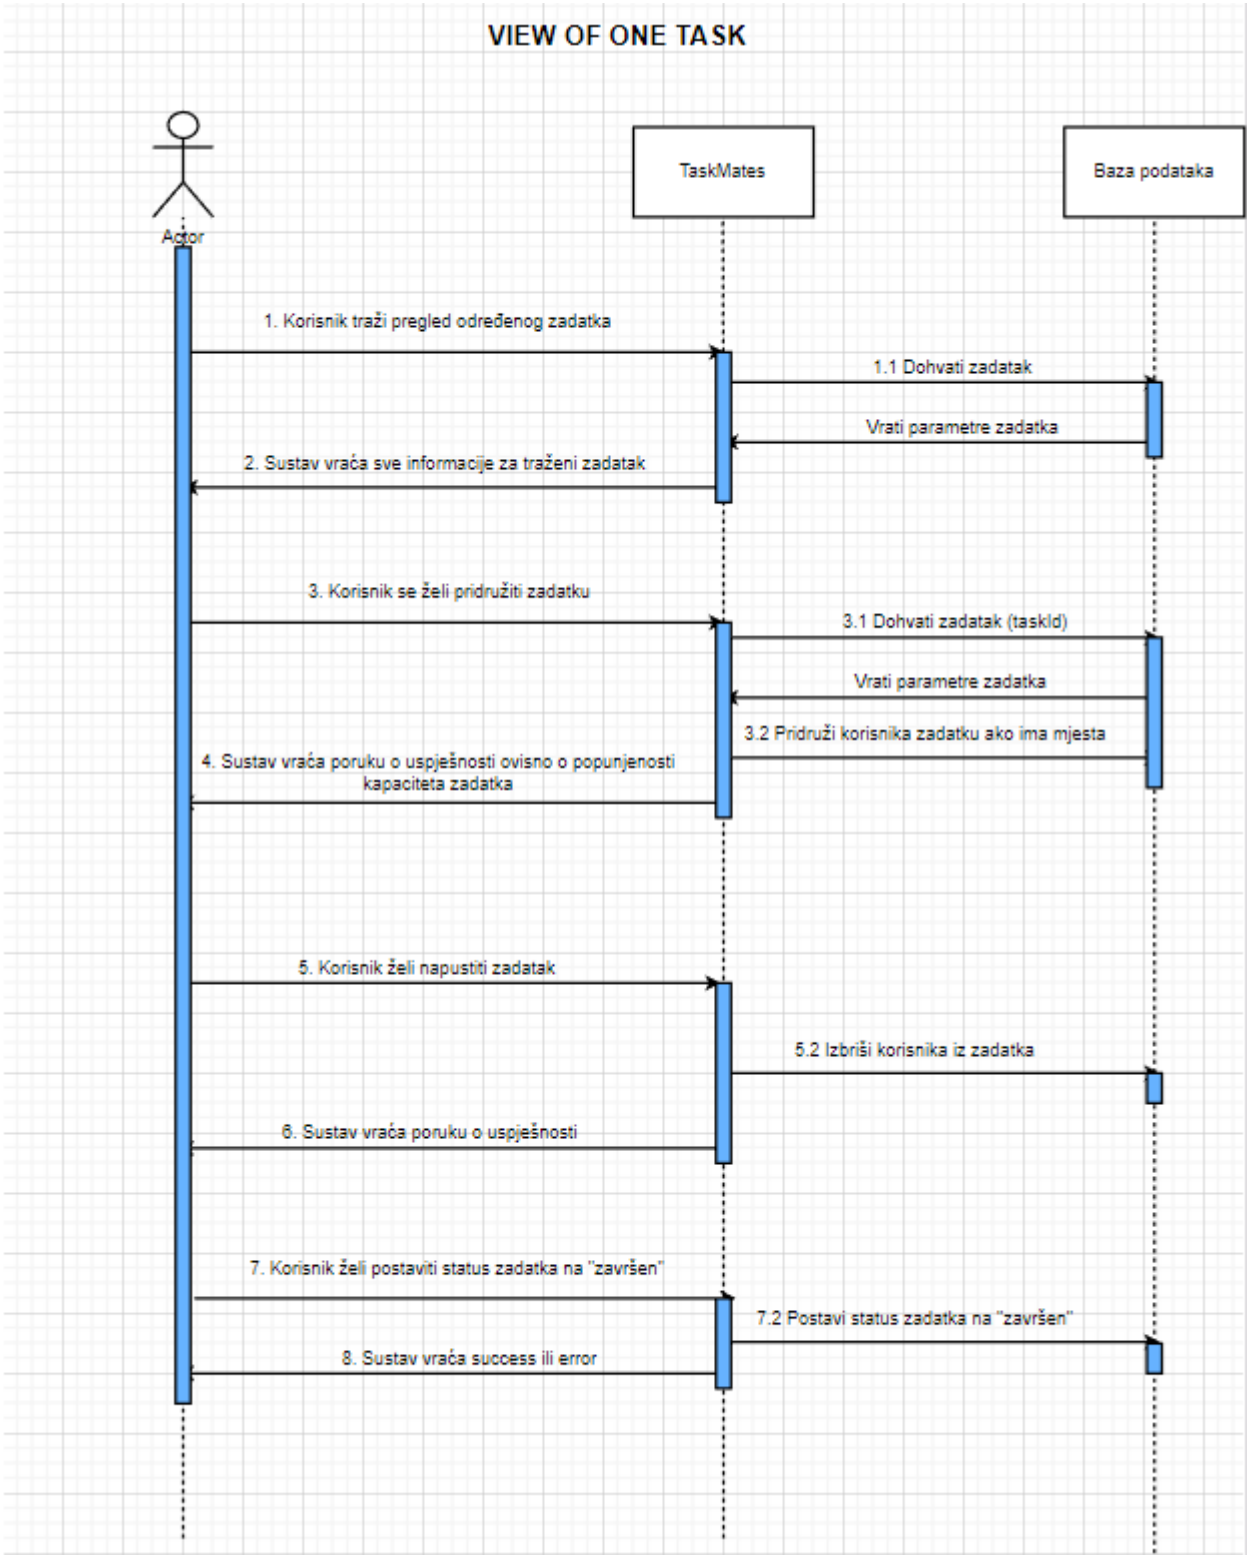 VIEW OF ONE TASK
Actor
TaskMates
Baza podataka
1. Korisnik traži pregled određenog zadatka
1.1 Dohvati zadatak
Vrati parametre zadatka
2. Sustav vraća sve informacije za traženi zadatak
3. Korisnik se želi pridružiti zadatku
3.1 Dohvati zadatak (taskId)
Vrati parametre zadatka
3.2 Pridruži korisnika zadatku ako ima mjesta
4. Sustav vraća poruku o uspješnosti ovisno o popunjenosti
kapaciteta zadatka
5. Korisnik želi napustiti zadatak
5.2 Izbriši korisnika iz zadatka
6. Sustav vraća poruku o uspješnosti
7. Korisnik želi postaviti status zadatka na "završen"
7.2 Postavi status zadatka na "završen"
8. Sustav vraća success ili error